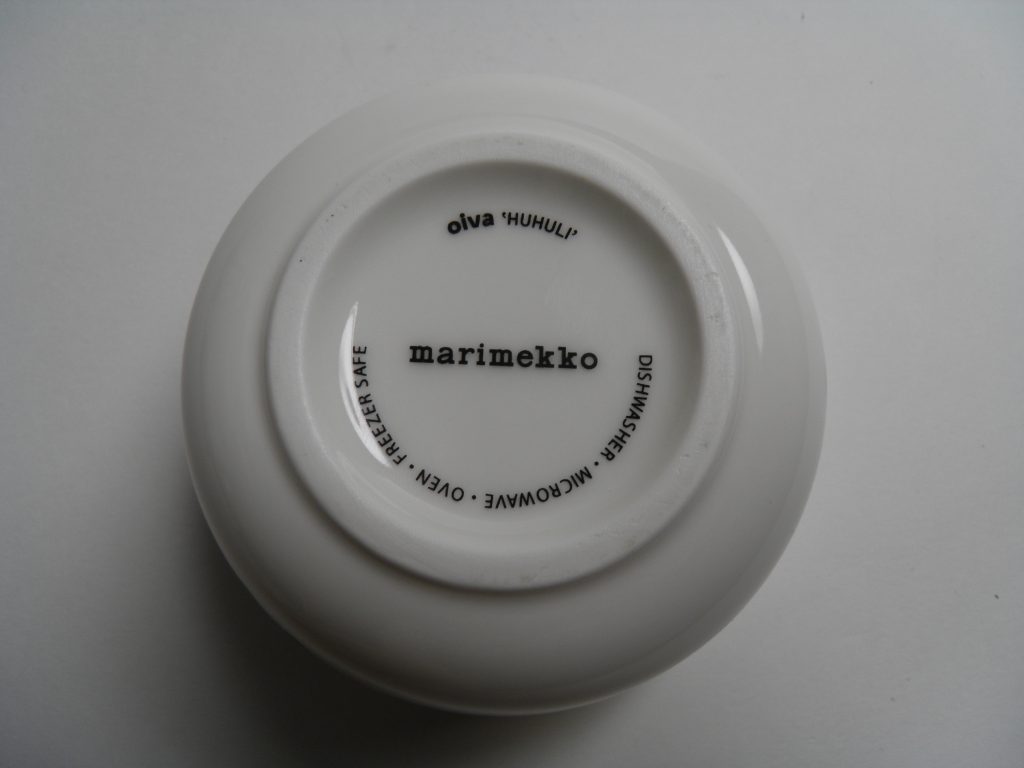 oiva 'HUHULI'
marimekko
DISHWASHER • MICROWAVE • OVEN • FREEZER SAFE